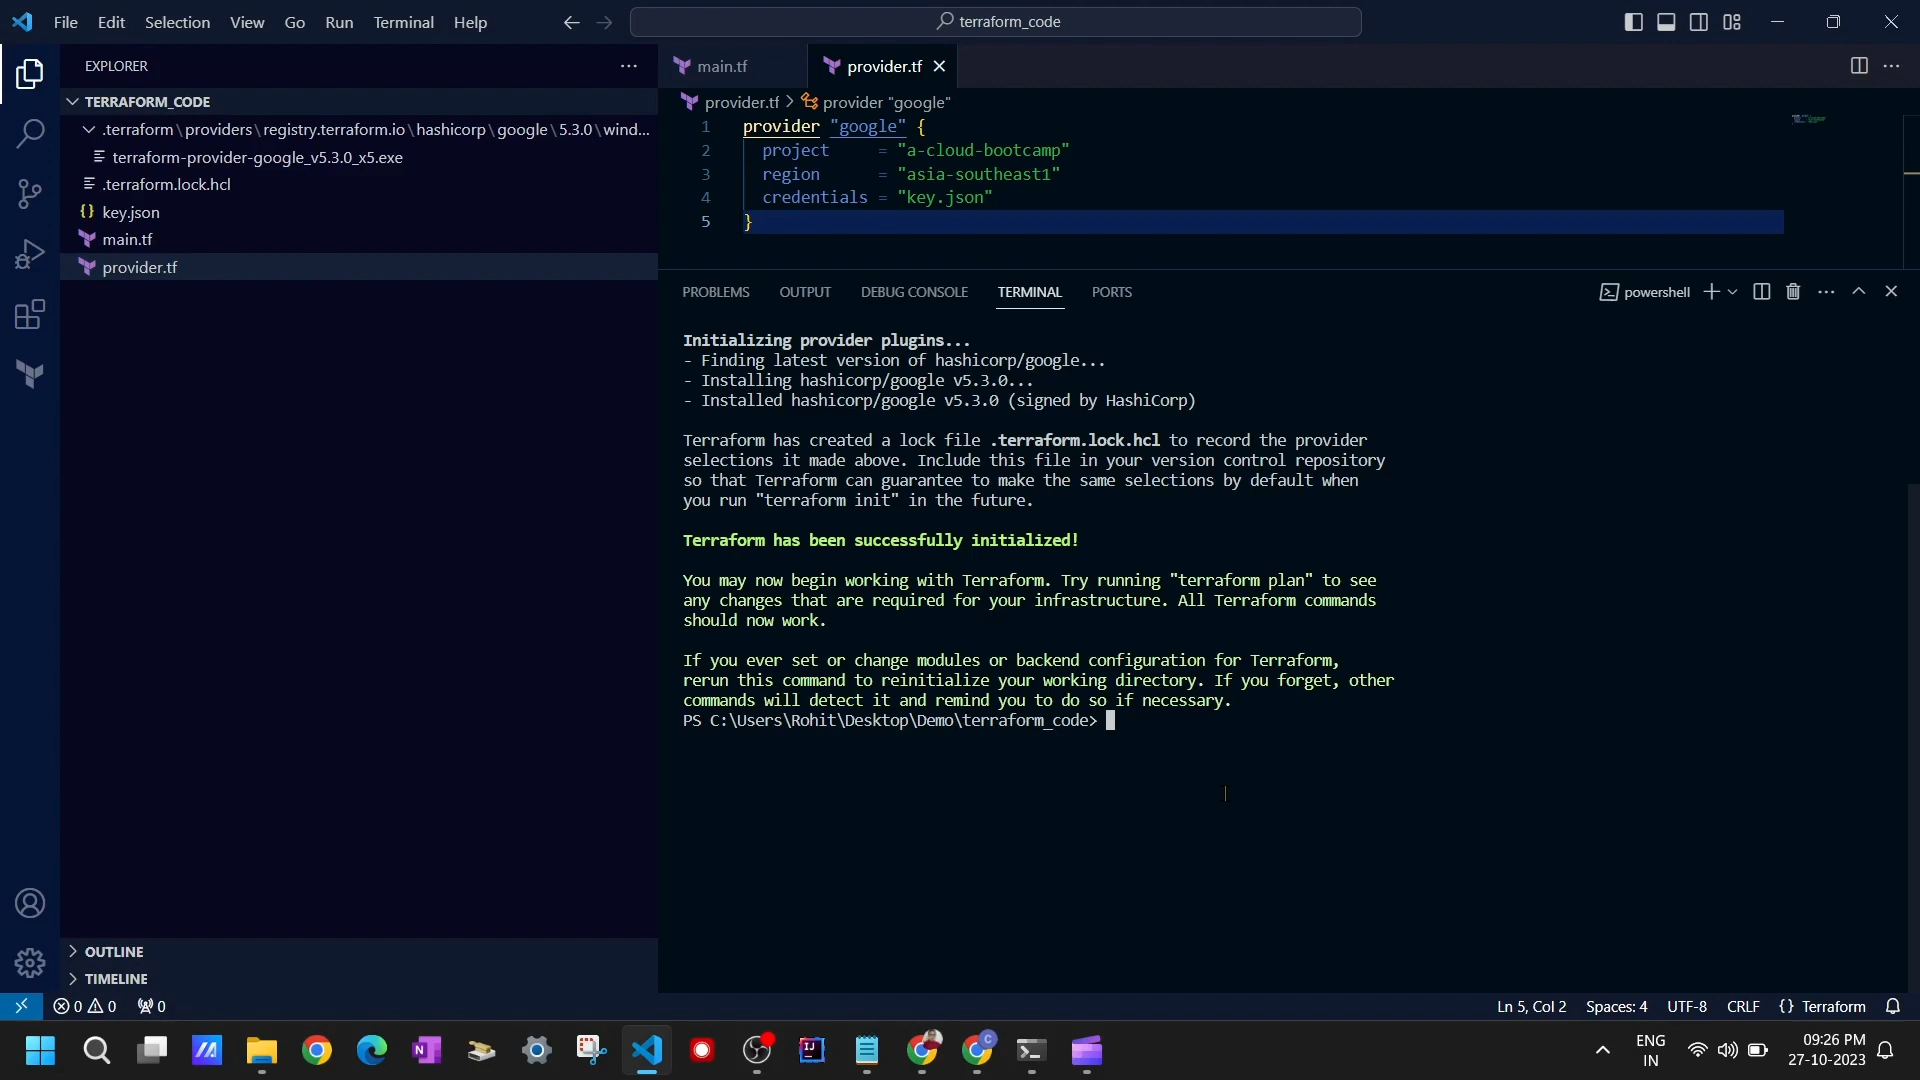 File Edit Selection View Go Run Terminal Help
terraform_code
EXPLORER
TERRAFORM_CODE
.terraform\providers\registry.terraform.io\hashicorp\google\5.3.0\wind...
terraform-provider-google_v5.3.0_x5.exe
.terraform.lock.hcl
{} key.json
main.tf
provider.tf
OUTLINE
TIMELINE
main.tf
provider.tf
provider.tf > provider "google"
1 provider "google" {
2 project = "a-cloud-bootcamp"
3 region = "asia-southeast1"
4 credentials = "key.json"
5 }
PROBLEMS OUTPUT DEBUG CONSOLE TERMINAL PORTS
powershell
Initializing provider plugins...
- Finding latest version of hashicorp/google...
- Installing hashicorp/google v5.3.0...
- Installed hashicorp/google v5.3.0 (signed by HashiCorp)
Terraform has created a lock file .terraform.lock.hcl to record the provider
selections it made above. Include this file in your version control repository
so that Terraform can guarantee to make the same selections by default when
you run "terraform init" in the future.
Terraform has been successfully initialized!
You may now begin working with Terraform. Try running "terraform plan" to see
any changes that are required for your infrastructure. All Terraform commands
should now work.
If you ever set or change modules or backend configuration for Terraform,
rerun this command to reinitialize your working directory. If you forget, other
commands will detect it and remind you to do so if necessary.
PS C:\Users\Rohit\Desktop\Demo\terraform_code>
0 0 0
Ln 5, Col 2 Spaces: 4 UTF-8 CRLF {} Terraform
ENG
IN
09:26 PM
27-10-2023